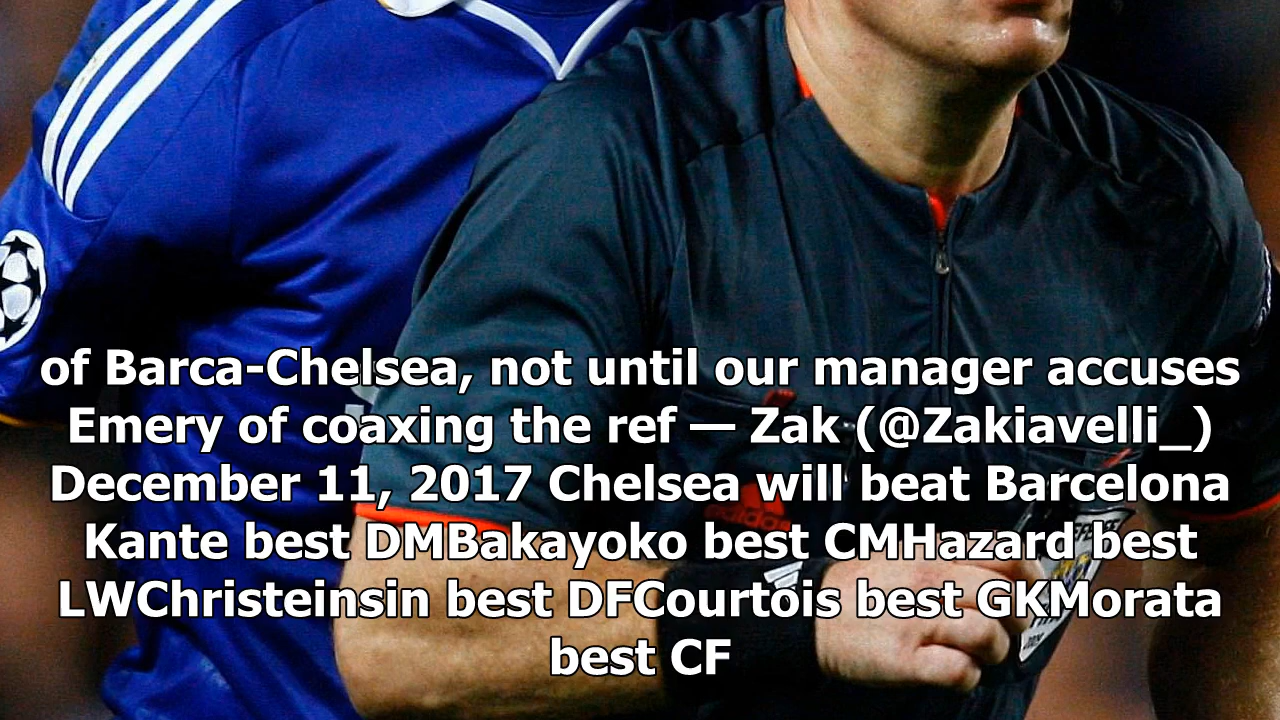 of Barca-Chelsea, not until our manager accuses
Emery of coaxing the ref — Zak (@Zakiavelli_)
December 11, 2017 Chelsea will beat Barcelona
Kante best DMBakayoko best CMHazard best
LWChristeinsin best DFCourtois best GKMorata
best CF
adidas